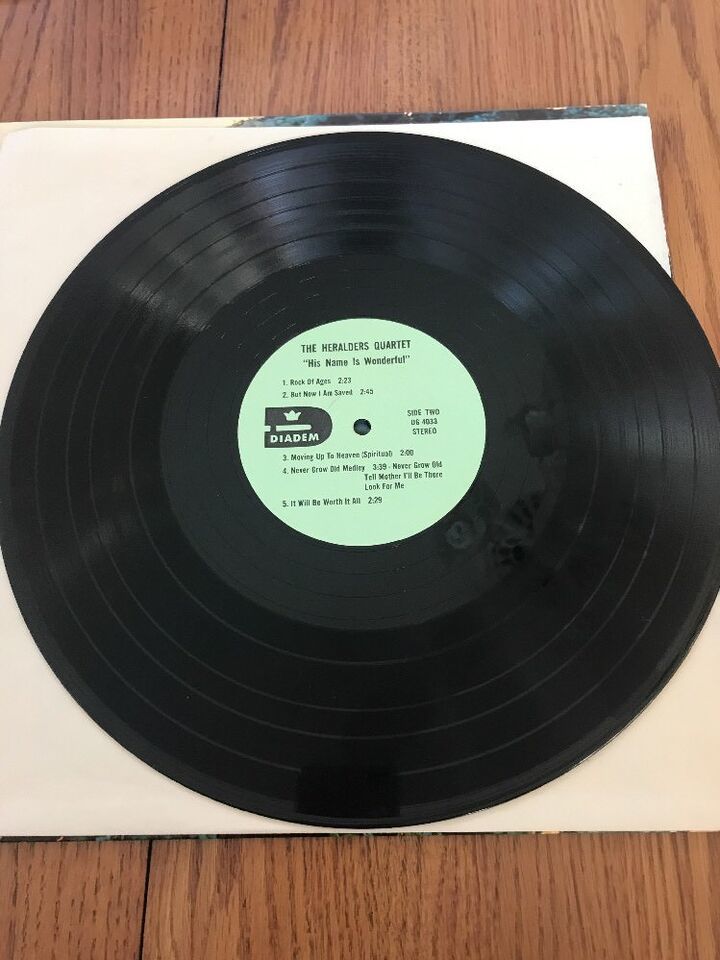 THE HERALDERS QUARTET
"His Name Is Wonderful"
1. Rock Of Ages 2:23
2. But Now I Am Saved 2:45
DIADEM
SIDE TWO
DG 4033
STEREO
3. Moving Up To Heaven (Spiritual) 2:00
4. Never Grow Old Medley 3:39 - Never Grow Old
Tell Mother I'll Be There
Look For Me
5. It Will Be Worth It All 2:29